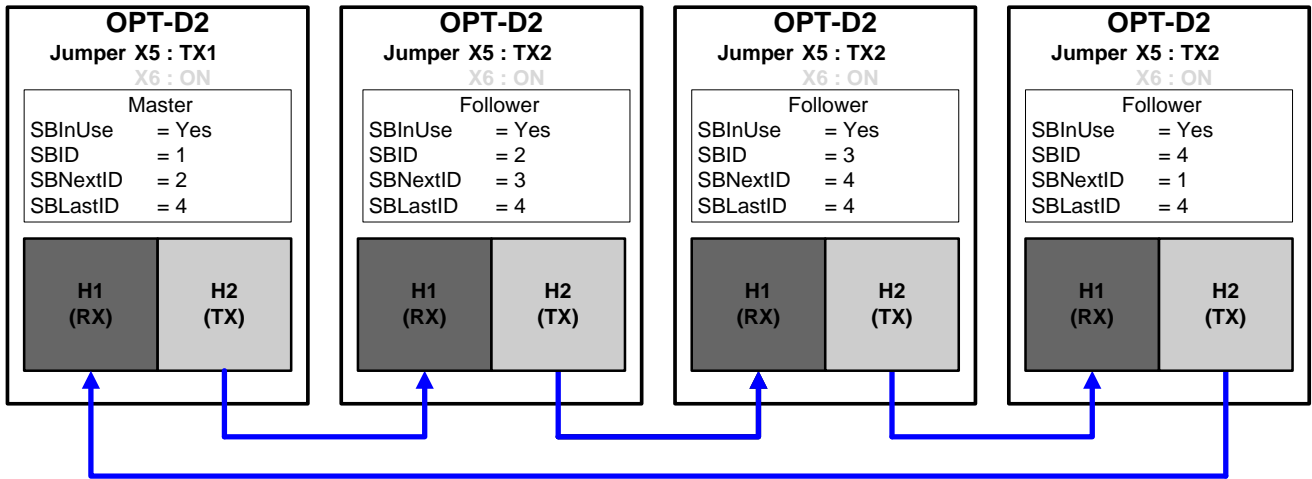 OPT-D2
Jumper X5 : TX1
X6 : ON
Master
SBInUse = Yes
SBID = 1
SBNextID = 2
SBLastID = 4
H1
(RX)
H2
(TX)
OPT-D2
Jumper X5 : TX2
X6 : ON
Follower
SBInUse = Yes
SBID = 2
SBNextID = 3
SBLastID = 4
H1
(RX)
H2
(TX)
OPT-D2
Jumper X5 : TX2
X6 : ON
Follower
SBInUse = Yes
SBID = 3
SBNextID = 4
SBLastID = 4
H1
(RX)
H2
(TX)
OPT-D2
Jumper X5 : TX2
X6 : ON
Follower
SBInUse = Yes
SBID = 4
SBNextID = 1
SBLastID = 4
H1
(RX)
H2
(TX)